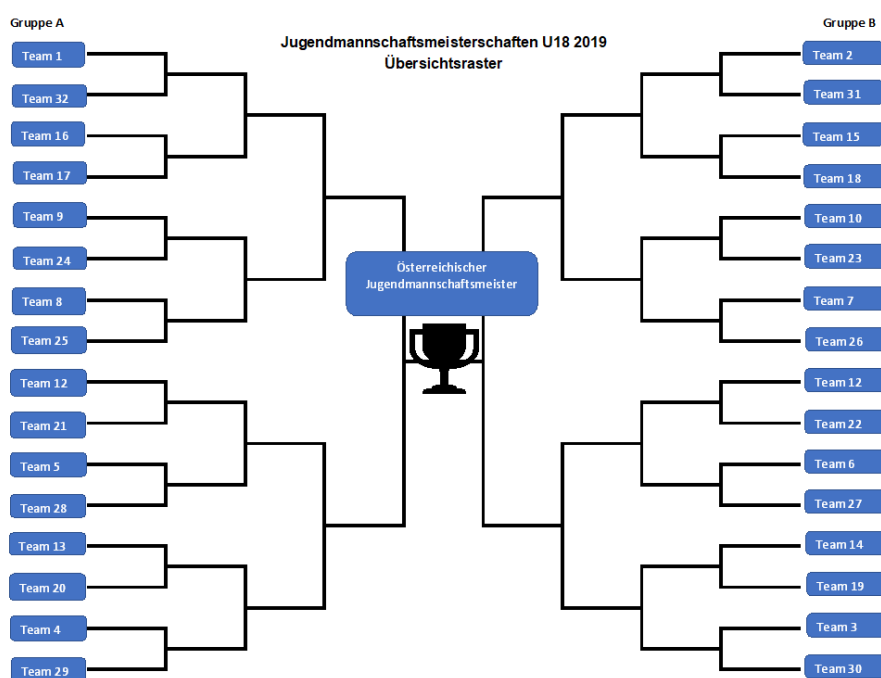 Gruppe A
Gruppe B
Jugendmannschaftsmeisterschaften U18 2019
Übersichtsraster
Team 1
Team 32
Team 16
Team 17
Team 9
Team 24
Team 8
Team 25
Team 12
Team 21
Team 5
Team 28
Team 13
Team 20
Team 4
Team 29
Österreichischer
Jugendmannschaftsmeister
Team 2
Team 31
Team 15
Team 18
Team 10
Team 23
Team 7
Team 26
Team 12
Team 22
Team 6
Team 27
Team 14
Team 19
Team 3
Team 30